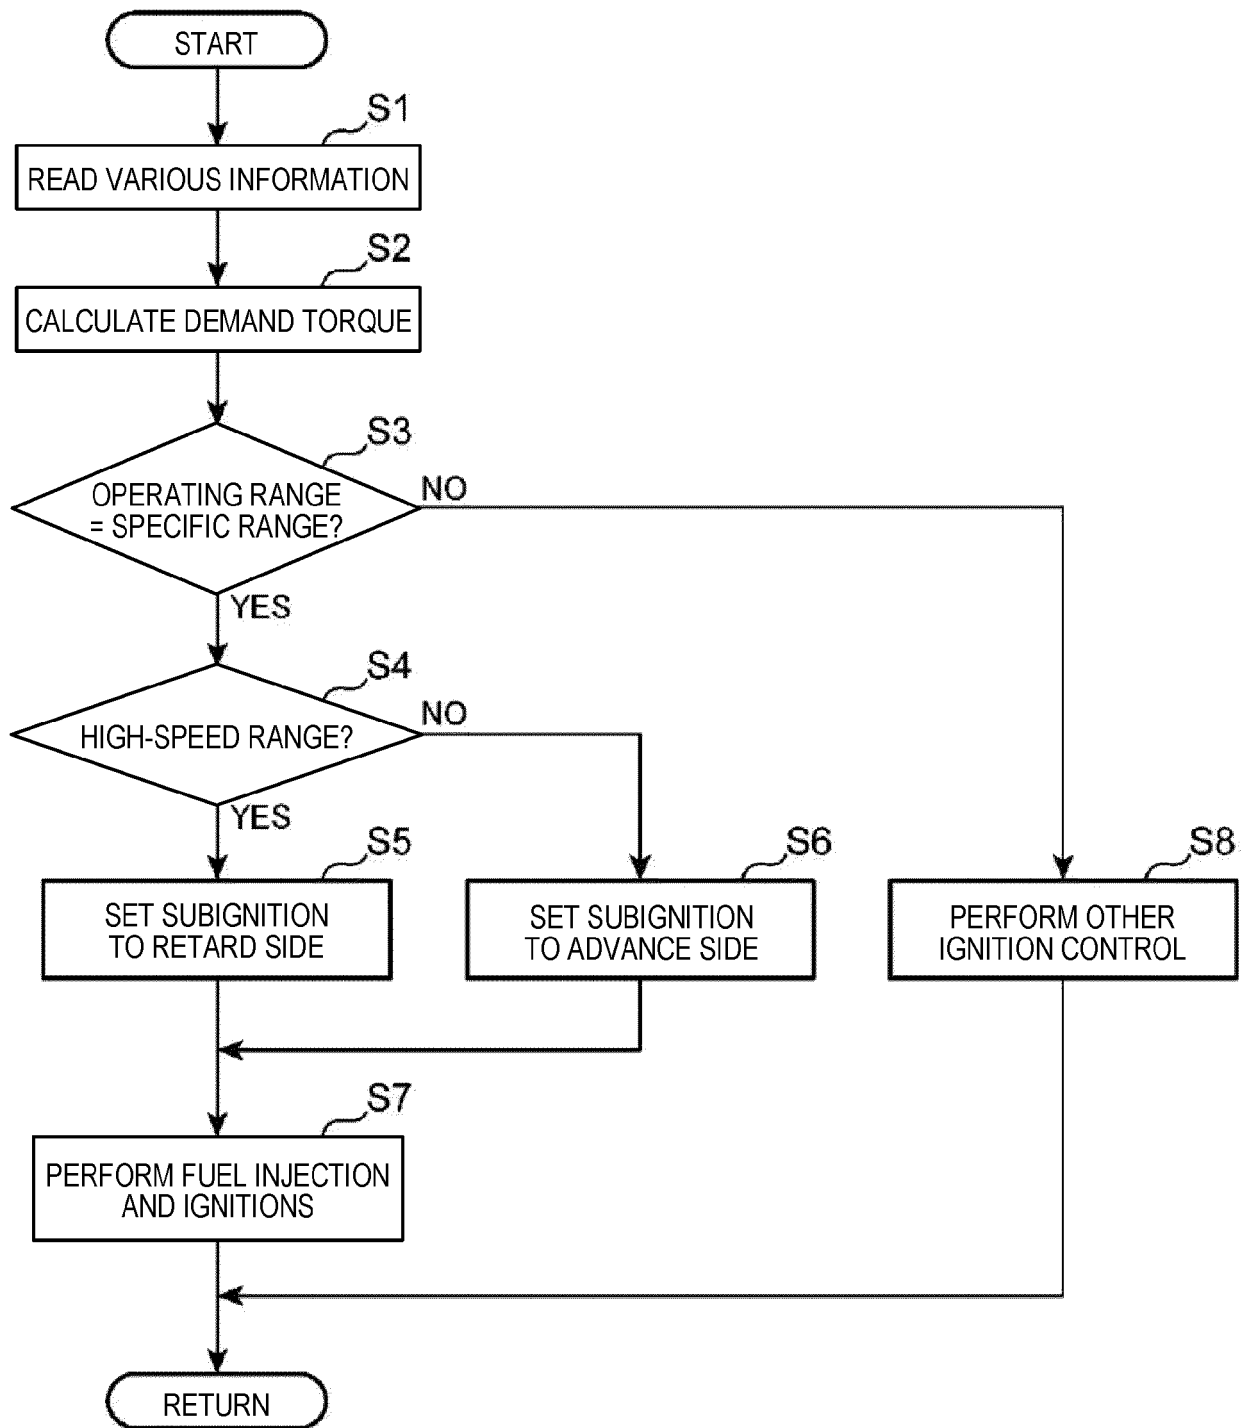 START
S1
READ VARIOUS INFORMATION
S2
CALCULATE DEMAND TORQUE
S3
OPERATING RANGE
= SPECIFIC RANGE?
NO
YES
S4
HIGH-SPEED RANGE?
NO
YES
S5
SET SUBIGNITION
TO RETARD SIDE
S6
SET SUBIGNITION
TO ADVANCE SIDE
S8
PERFORM OTHER
IGNITION CONTROL
S7
PERFORM FUEL INJECTION
AND IGNITIONS
RETURN